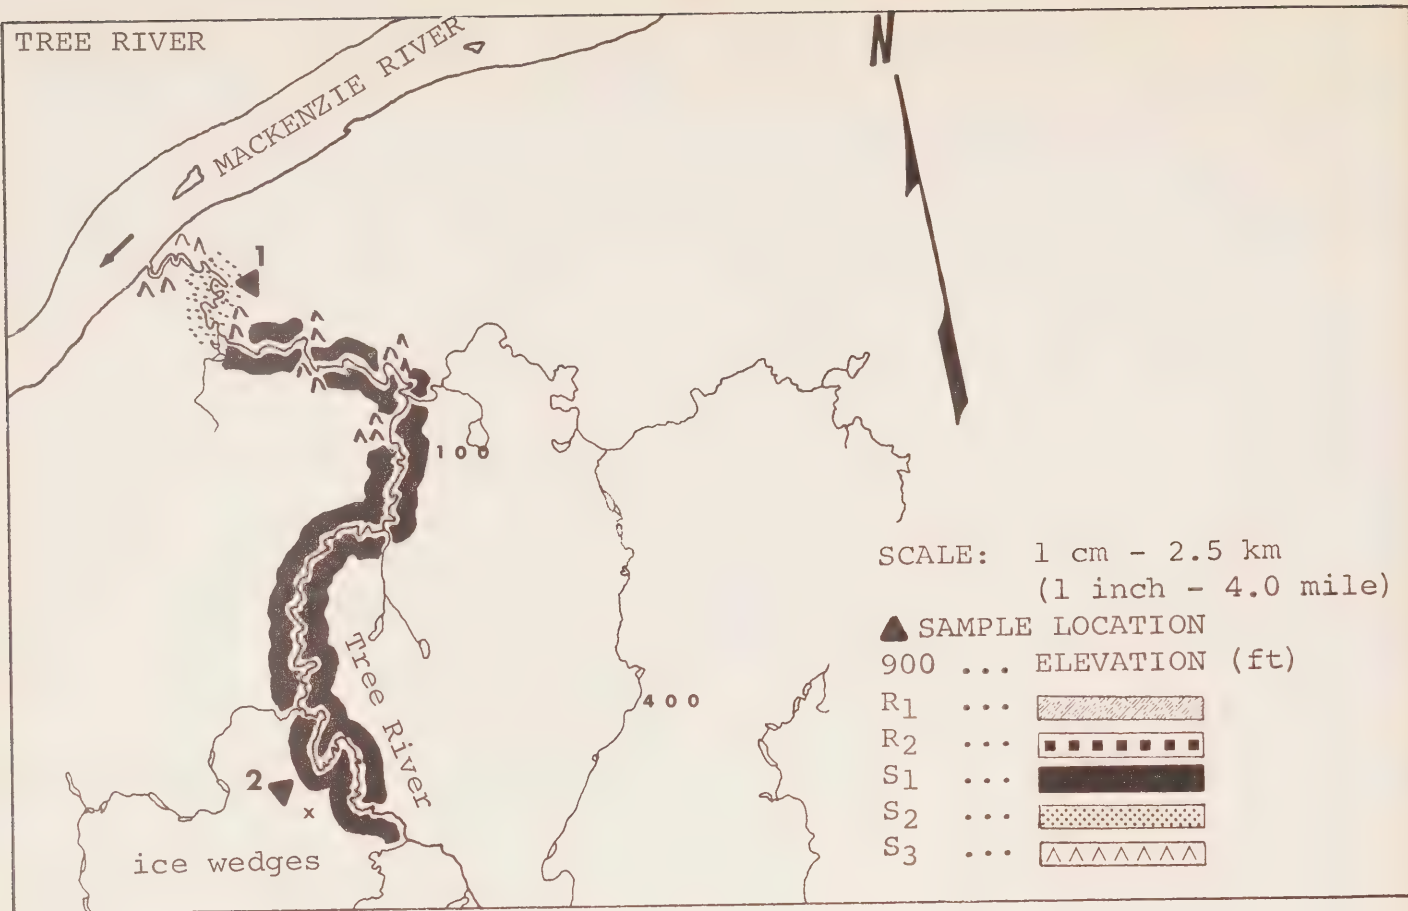 TREE RIVER
MACKENZIE RIVER
N
1
100
SCALE: 1 cm - 2.5 km
(1 inch - 4.0 mile)
SAMPLE LOCATION
900 ... ELEVATION (ft)
R1 ...
R2 ...
S1 ...
S2 ...
S3 ...
Tree River
400
2
x
ice wedges